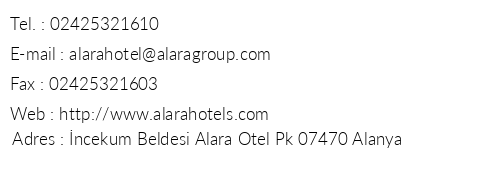 Tel. : 02425321610
E-mail : alarahotel@alaragroup.com
Fax : 02425321603
Web : http://www.alarahotels.com
Adres : İncekum Beldesi Alara Otel Pk 07470 Alanya